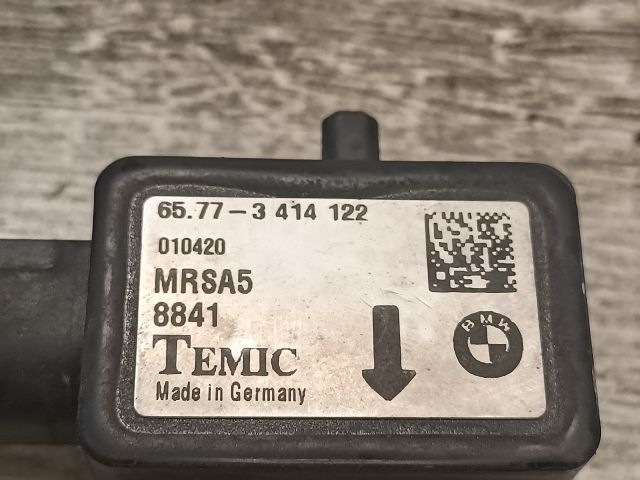 65.77-3 414 122
010420
MRSA5
8841
TEMIC
Made in Germany
BMW